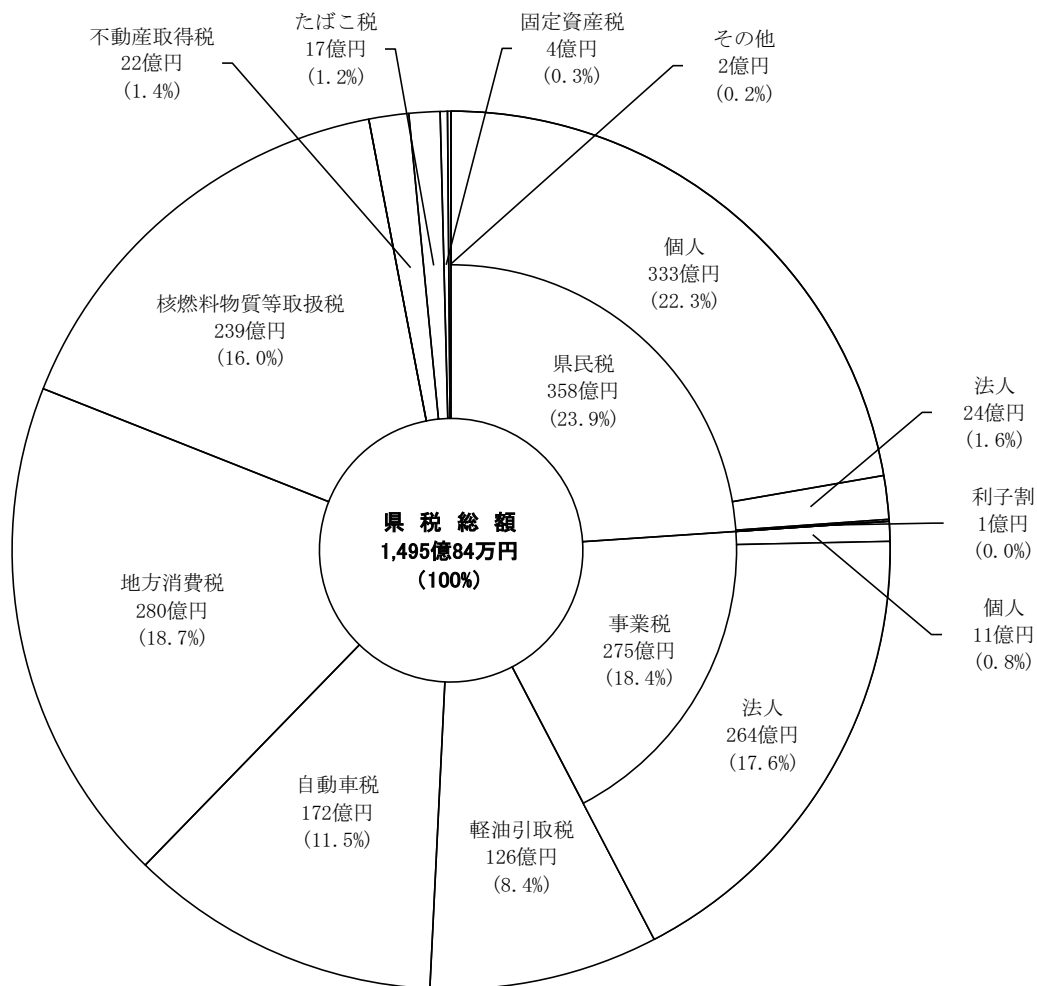 不動産取得税
22億円
(1.4%)
たばこ税
17億円
(1.2%)
固定資産税
4億円
(0.3%)
その他
2億円
(0.2%)
個人
333億円
(22.3%)
核燃料物質等取扱税
239億円
(16.0%)
県民税
358億円
(23.9%)
法人
24億円
(1.6%)
利子割
1億円
(0.0%)
県 税 総 額
1,495億84万円
(100%)
地方消費税
280億円
(18.7%)
個人
11億円
(0.8%)
事業税
275億円
(18.4%)
法人
264億円
(17.6%)
自動車税
172億円
(11.5%)
軽油引取税
126億円
(8.4%)